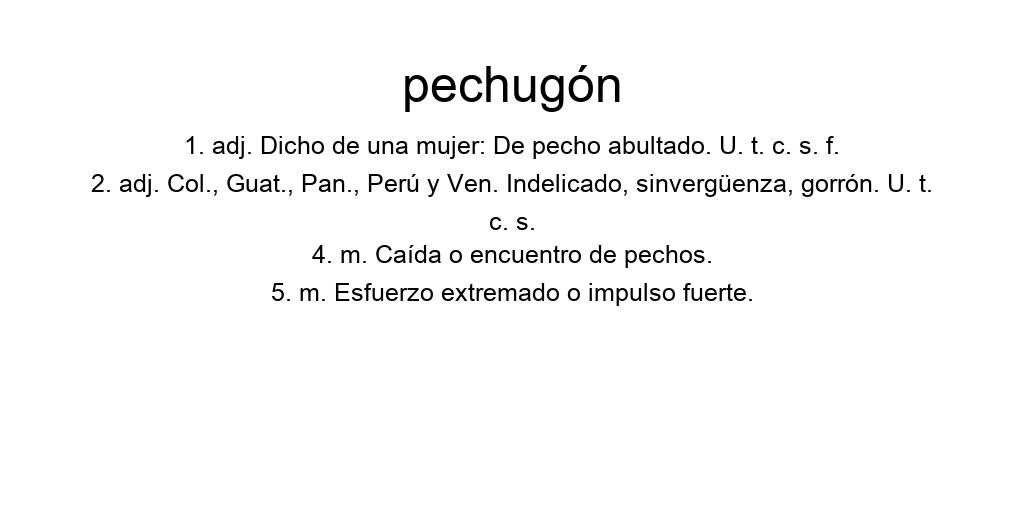 pechugón
1. adj. Dicho de una mujer: De pecho abultado. U. t. c. s. f.
2. adj. Col., Guat., Pan., Perú y Ven. Indelicado, sinvergüenza, gorrón. U. t.
c. s.
4. m. Caída o encuentro de pechos.
5. m. Esfuerzo extremado o impulso fuerte.